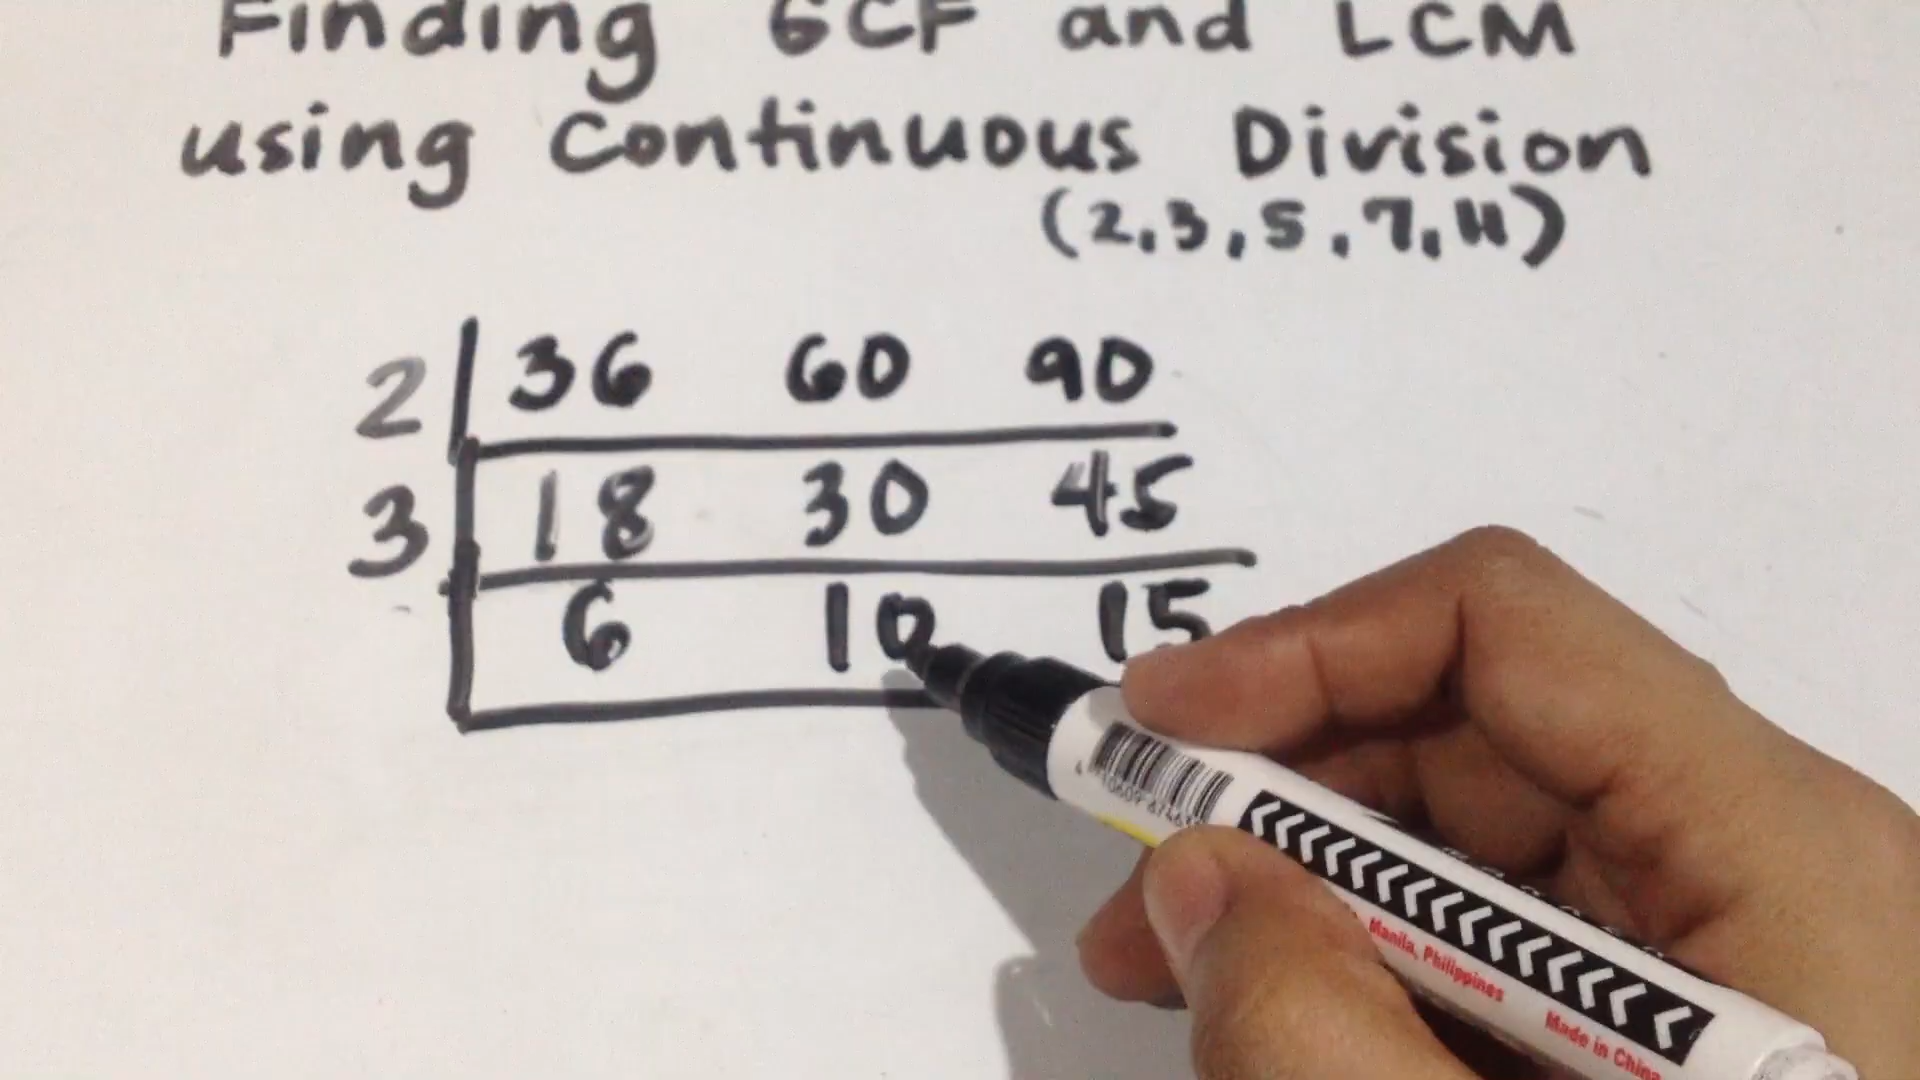 Finding GCF and LCM
using Continuous Division
(2,3,5,7,11)
2 36 60 90
3 18 30 45
6 10 15
Manila, Philippines
Made in China